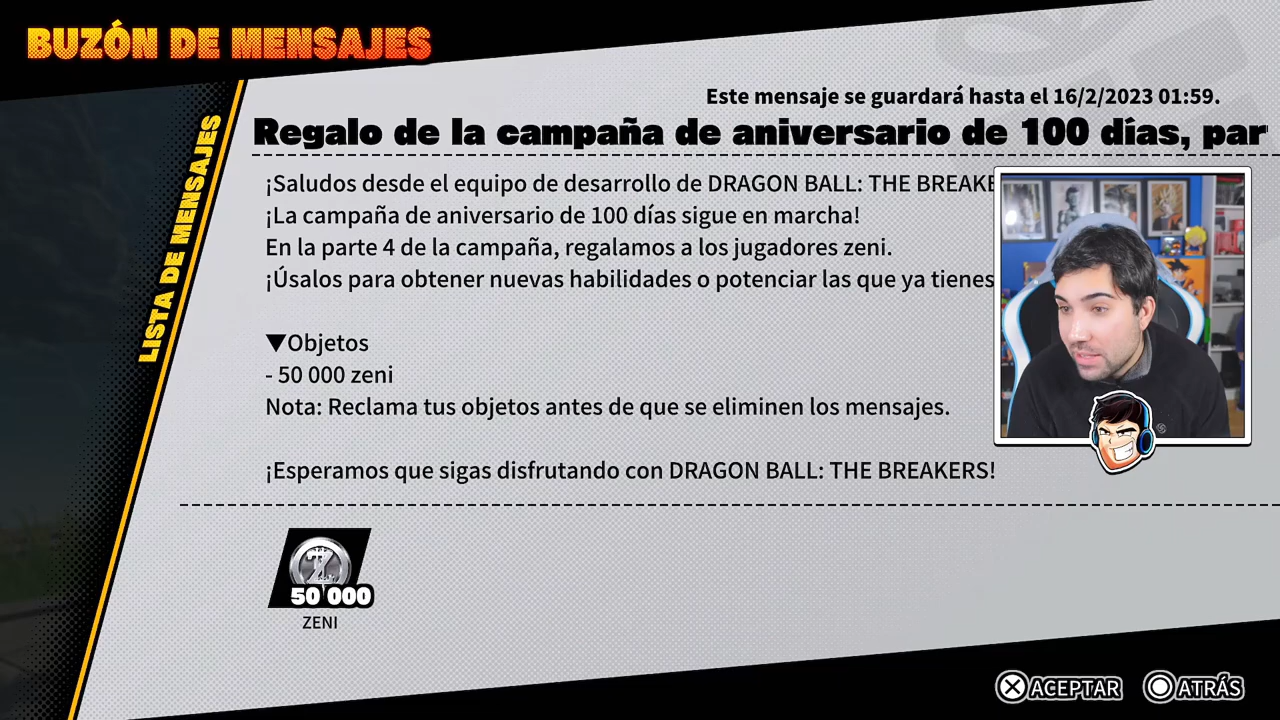 BUZÓN DE MENSAJES
LISTA DE MENSAJES
Este mensaje se guardará hasta el 16/2/2023 01:59.
Regalo de la campaña de aniversario de 100 días, par
¡Saludos desde el equipo de desarrollo de DRAGON BALL: THE BREAKE
¡La campaña de aniversario de 100 días sigue en marcha!
En la parte 4 de la campaña, regalamos a los jugadores zeni.
¡Úsalos para obtener nuevas habilidades o potenciar las que ya tienes
▼Objetos
- 50 000 zeni
Nota: Reclama tus objetos antes de que se eliminen los mensajes.
¡Esperamos que sigas disfrutando con DRAGON BALL: THE BREAKERS!
Z
50 000
ZENI
ACEPTAR
ATRÁS